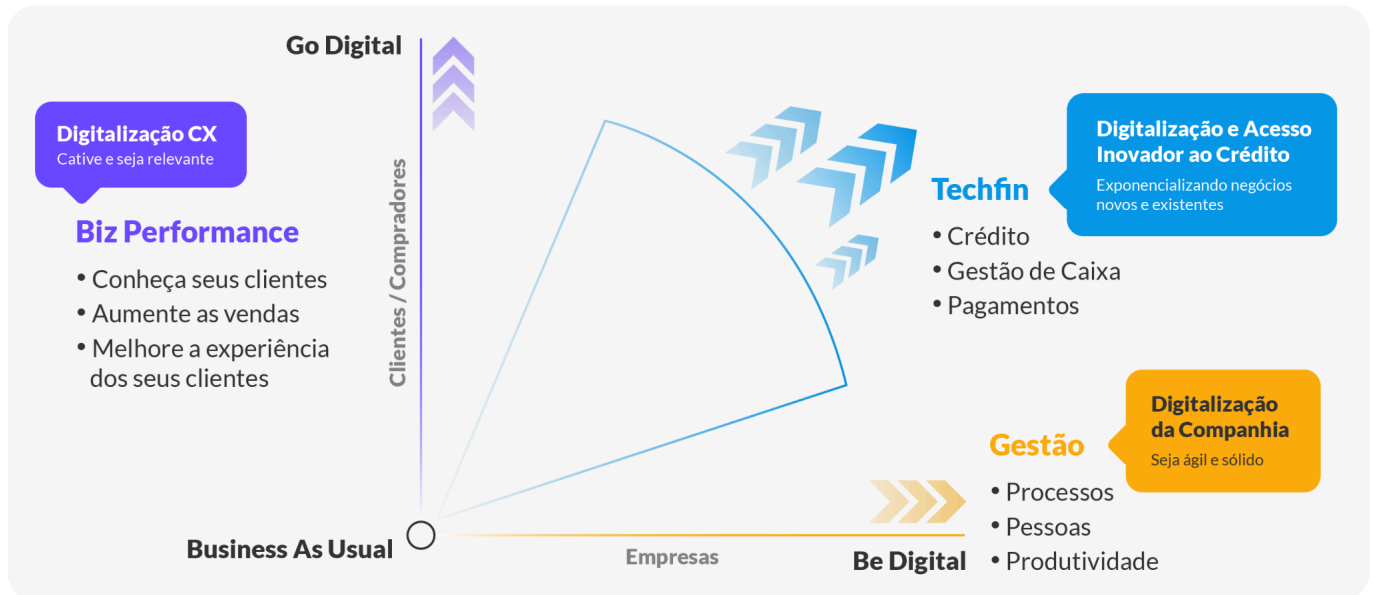 Go Digital
Digitalização CX
Cative e seja relevante
Biz Performance
• Conheça seus clientes
• Aumente as vendas
• Melhore a experiência
dos seus clientes
Clientes / Compradores
Digitalização e Acesso
Inovador ao Crédito
Exponencializando negócios
novos e existentes
Techfin
• Crédito
• Gestão de Caixa
• Pagamentos
Digitalização
da Companhia
Seja ágil e sólido
Gestão
• Processos
• Pessoas
• Produtividade
Business As Usual
Empresas
Be Digital